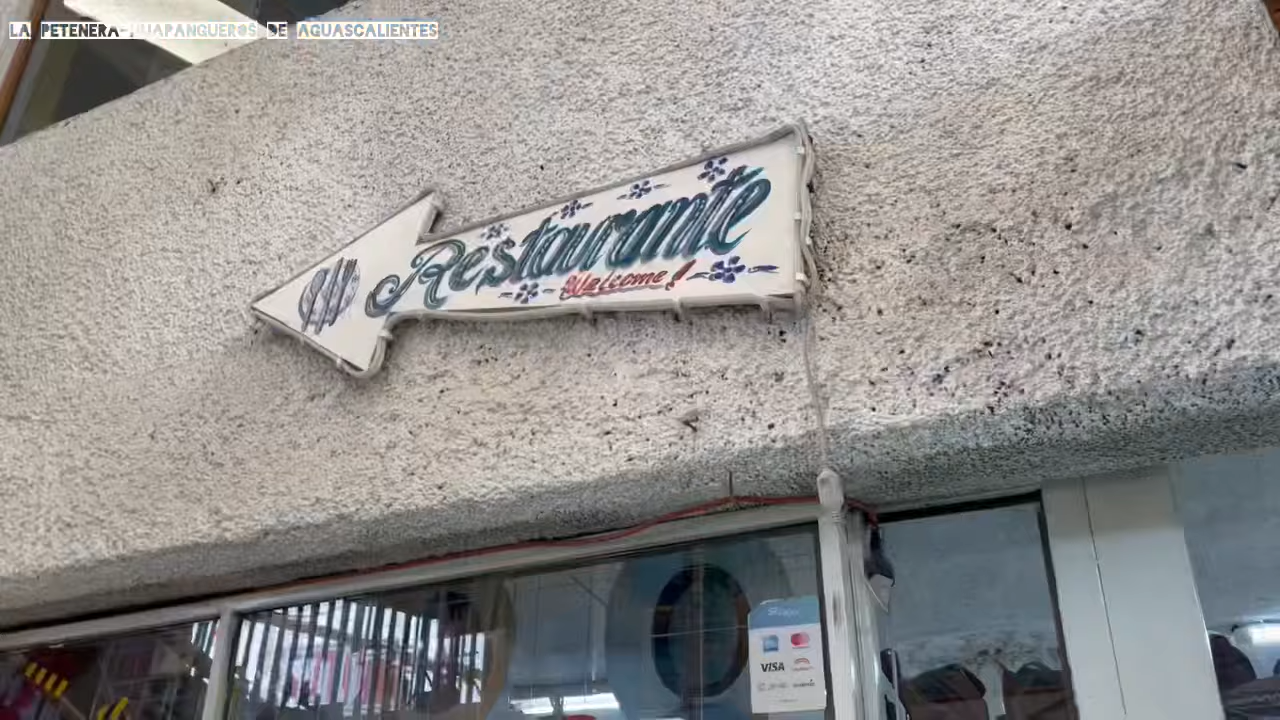 LA PETENERA-HUAPANGUEROS DE AGUASCALIENTES
Restaurante
Welcome!
VISA